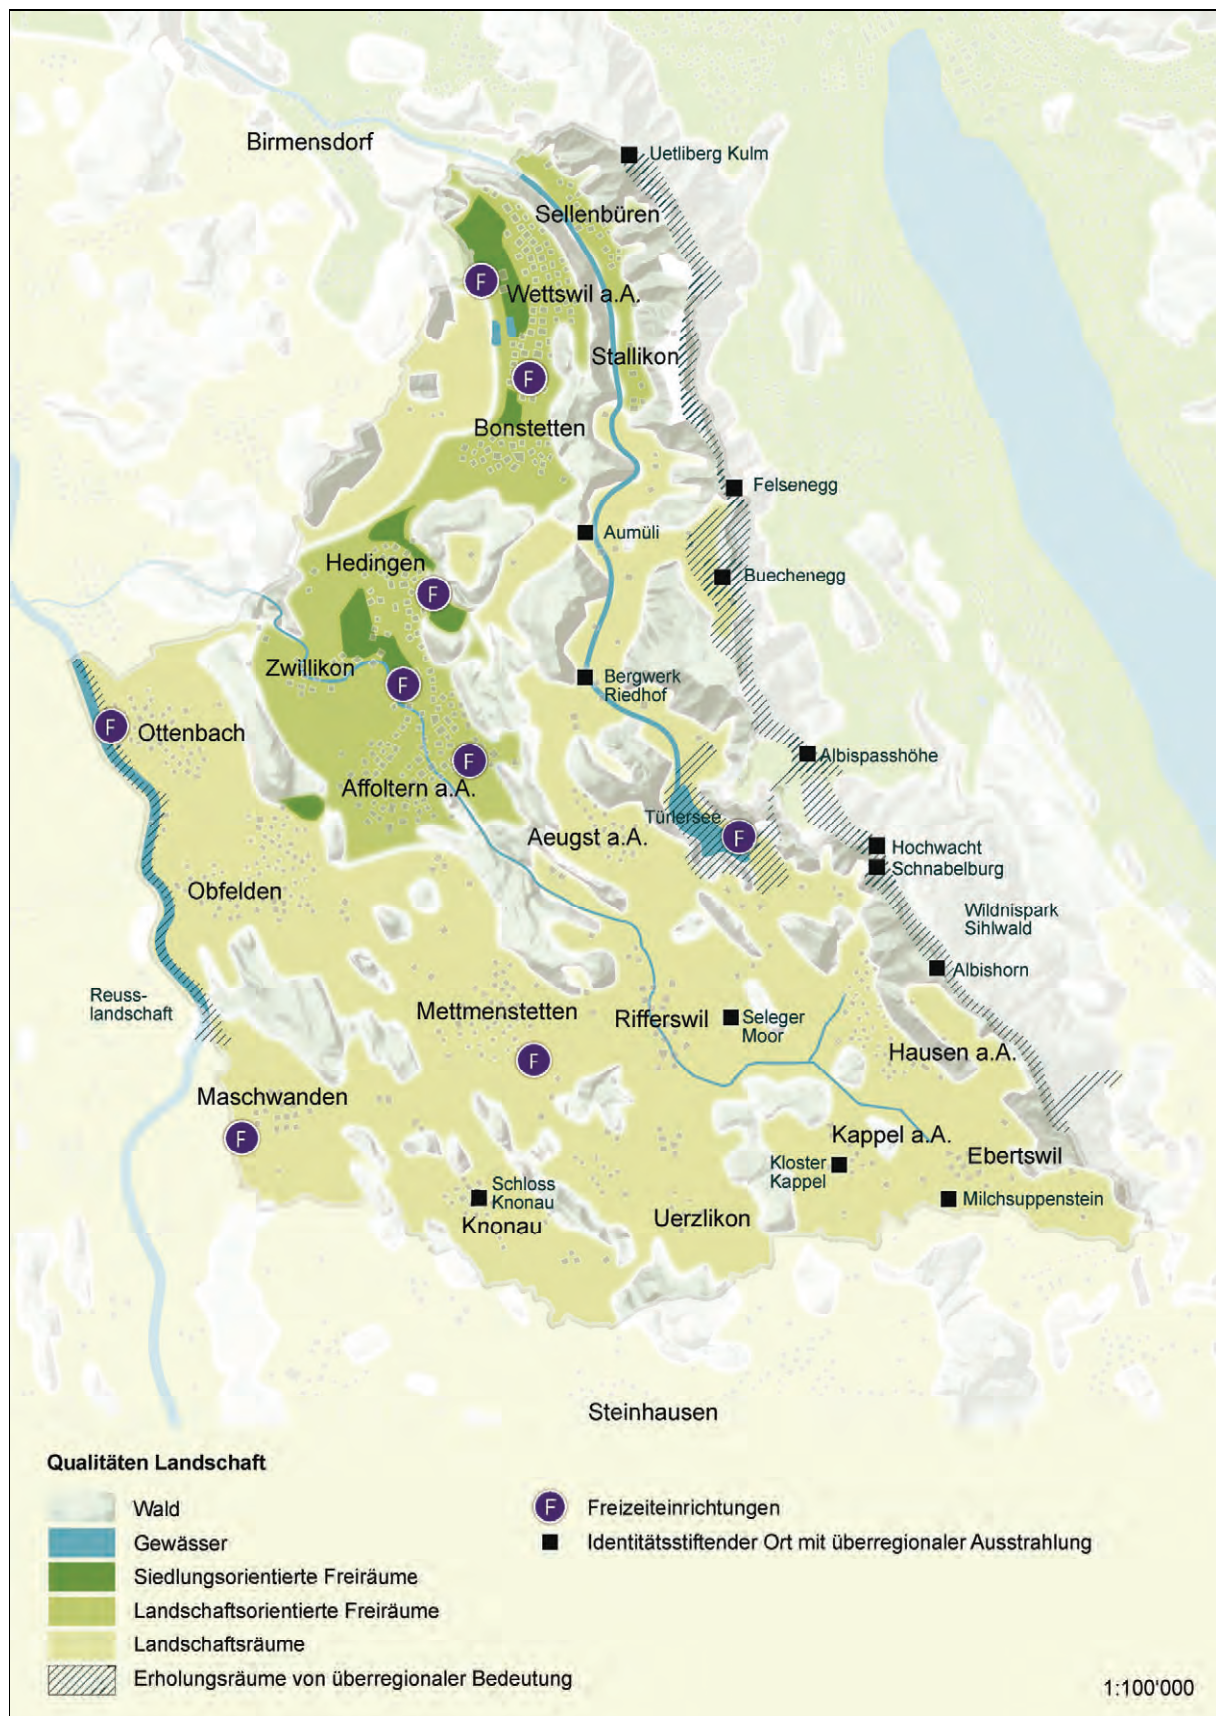 Birmensdorf
Uetliberg Kulm
Sellenbüren
F
Wettswil a.A.
Stallikon
F
Bonstetten
Felsenegg
Aumüli
Hedingen
Buechenegg
F
Zwillikon
Bergwerk
Riedhof
F
F
Ottenbach
Albispasshöhe
F
Affoltern a.A.
Türlersee
Aeugst a.A.
F
Hochwacht
Schnabelburg
Obfelden
Wildnispark
Sihlwald
Albishorn
Reuss-
landschaft
Mettmenstetten
Rifferswil
Seleger
Moor
Hausen a.A.
F
Maschwanden
F
Kappel a.A.
Ebertswil
Kloster
Kappel
Schloss
Knonau
Milchsuppenstein
Knonau
Uerzlikon
Steinhausen
Qualitäten Landschaft
Wald
Gewässer
Siedlungsorientierte Freiräume
Landschaftsorientierte Freiräume
Landschaftsräume
Erholungsräume von überregionaler Bedeutung
F Freizeiteinrichtungen
Identitätsstiftender Ort mit überregionaler Ausstrahlung
1:100'000